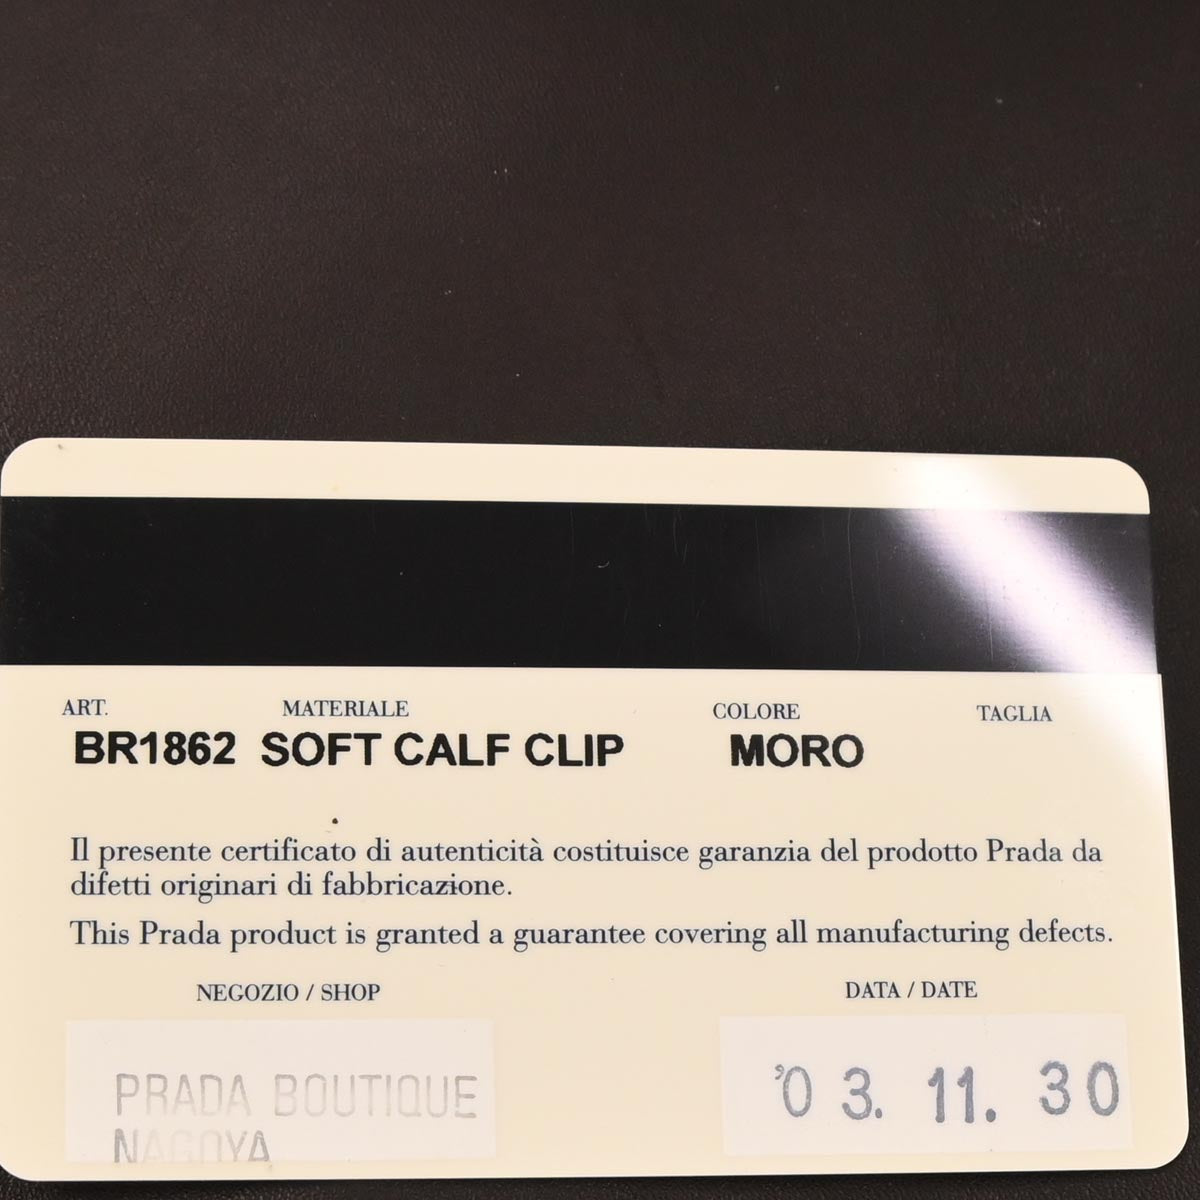 ART. MATERIALE COLORE TAGLIA
BR1862 SOFT CALF CLIP MORO
Il presente certificato di autenticità costituisce garanzia del prodotto Prada da
difetti originari di fabbricazione.
This Prada product is granted a guarantee covering all manufacturing defects.
NEGOZIO / SHOP DATA / DATE
PRADA BOUTIQUE '03. 11. 30
NAGOYA